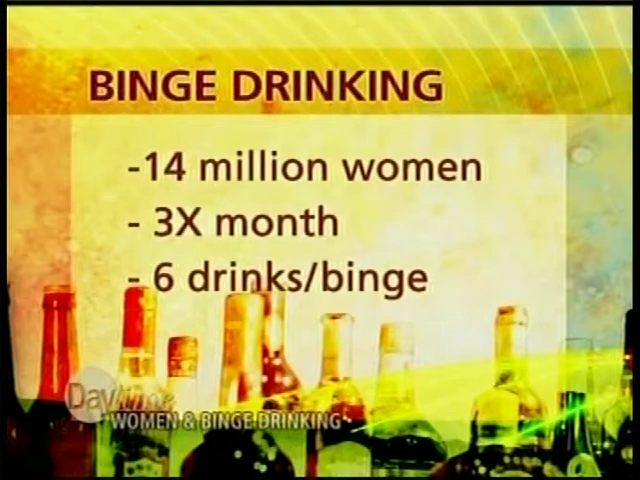 BINGE DRINKING
-14 million women
- 3X month
- 6 drinks/binge
Daytime
WOMEN & BINGE DRINKING